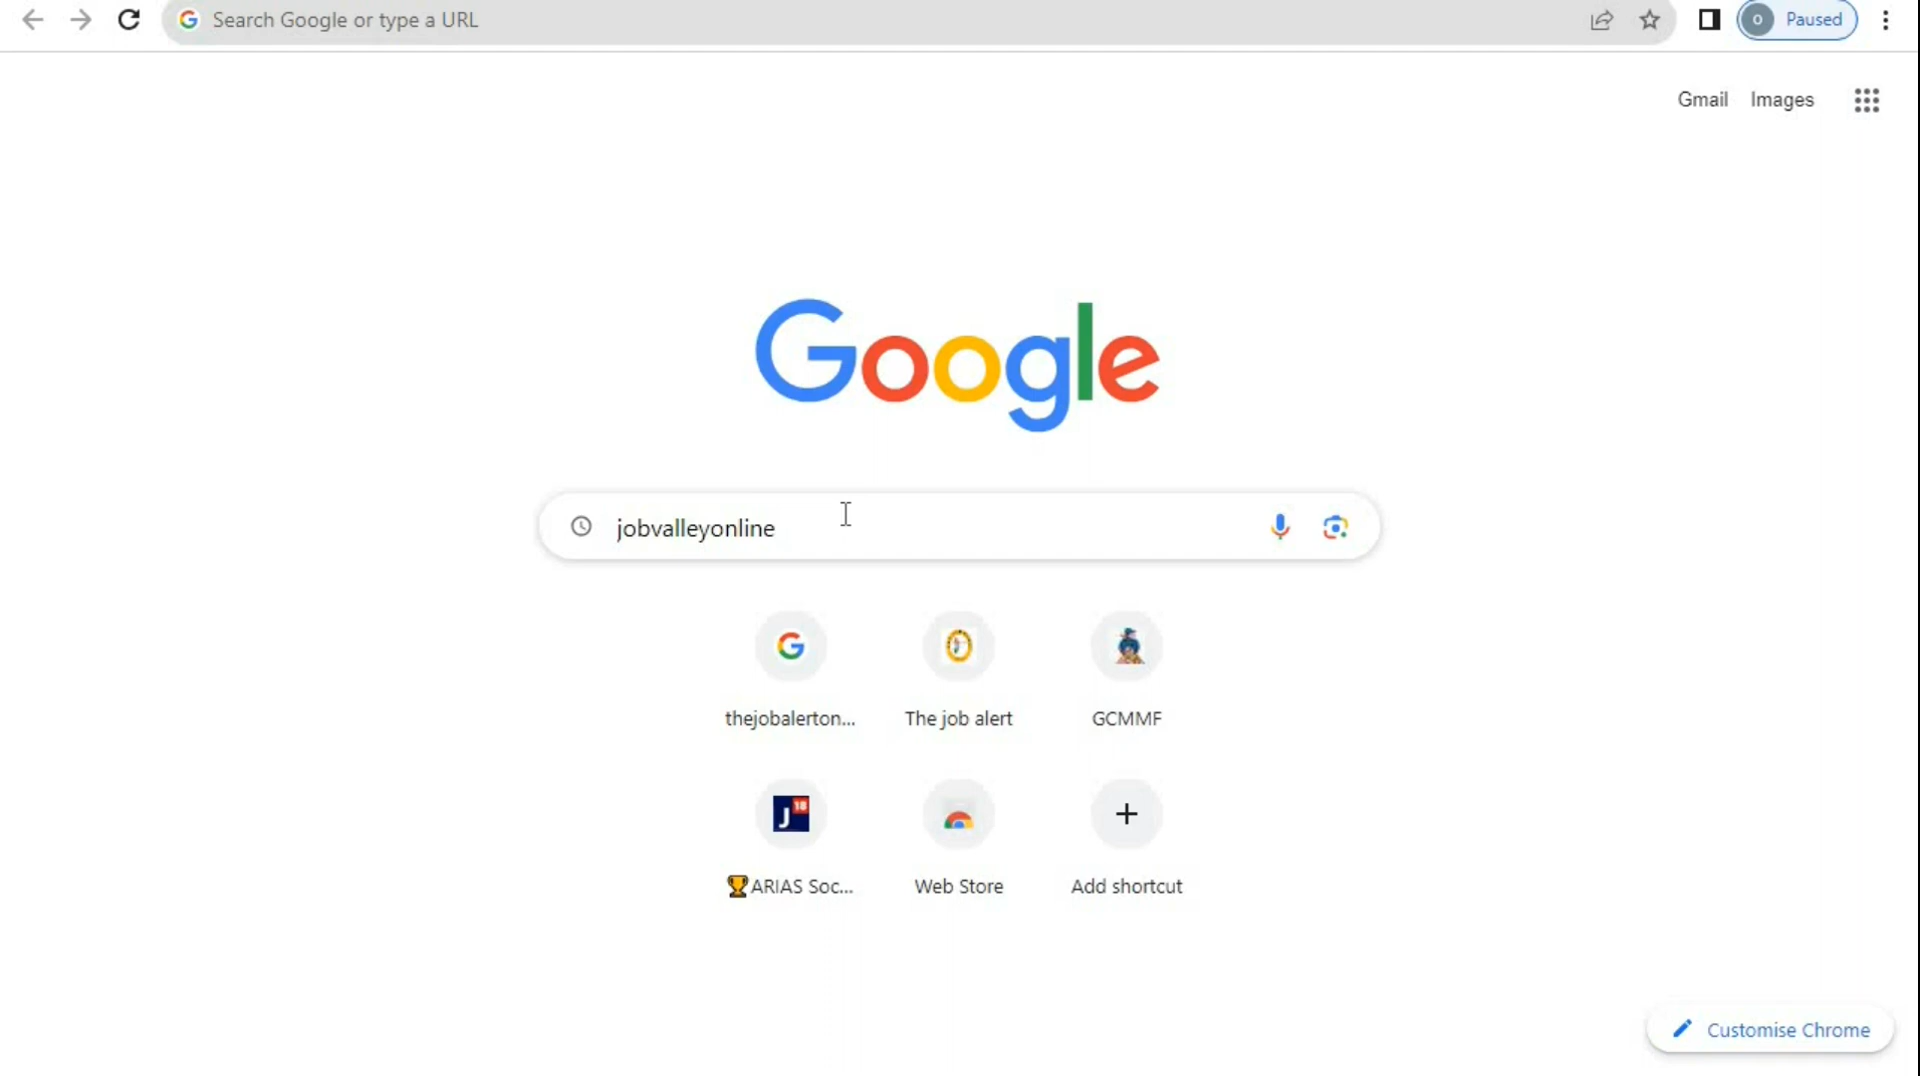 Search Google or type a URL
O
Paused
Gmail Images
Google
jobvalleyonline
thejobalerton... The job alert GCMMF
J18
🏆ARIAS Soc... Web Store Add shortcut
Customise Chrome